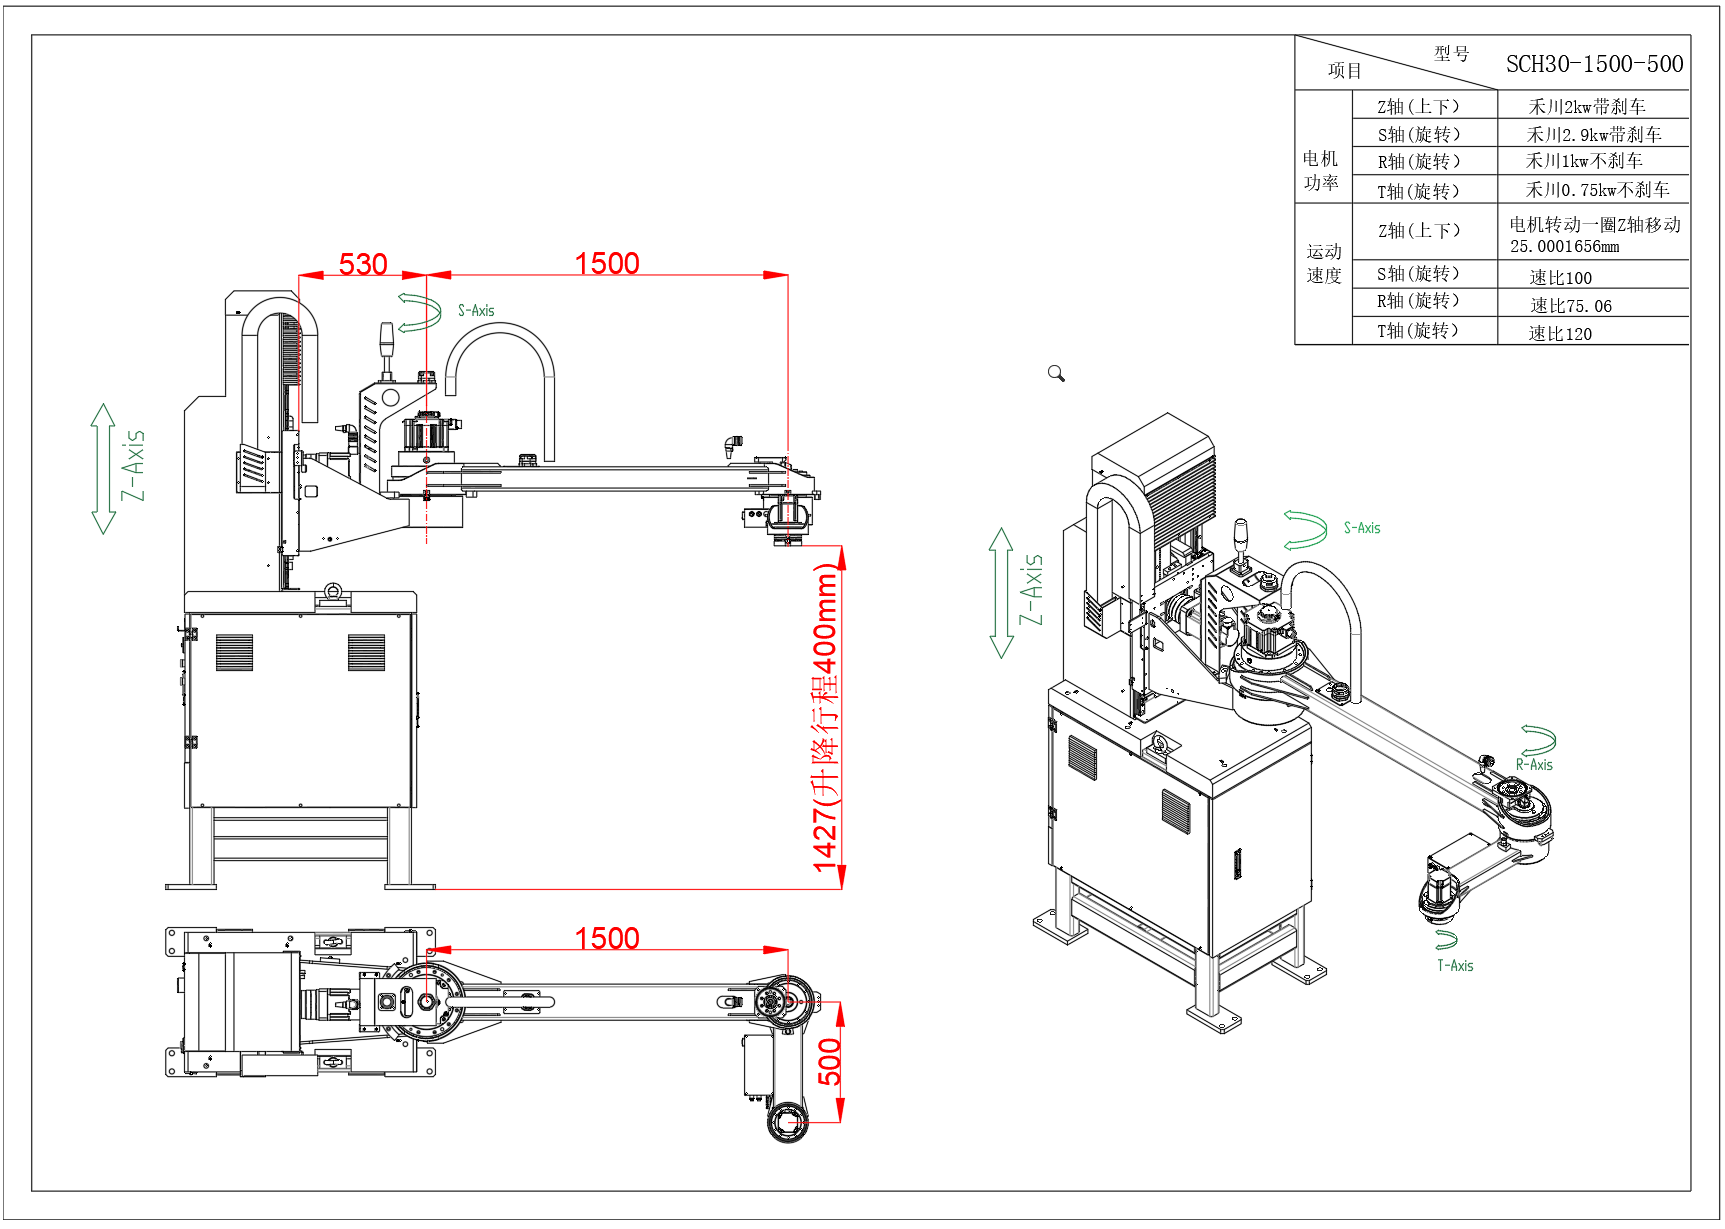 型号
项目
SCH30-1500-500
电机
功率
Z轴(上下)
禾川2kw带刹车
S轴(旋转)
禾川2.9kw带刹车
R轴(旋转)
禾川1kw不刹车
T轴(旋转)
禾川0.75kw不刹车
运动
速度
Z轴(上下)
电机转动一圈Z轴移动
25.0001656mm
S轴(旋转)
速比100
R轴(旋转)
速比75.06
T轴(旋转)
速比120
530
1500
S-Axis
Z-Axis
1427(升降行程400mm)
1500
500
S-Axis
Z-Axis
R-Axis
T-Axis